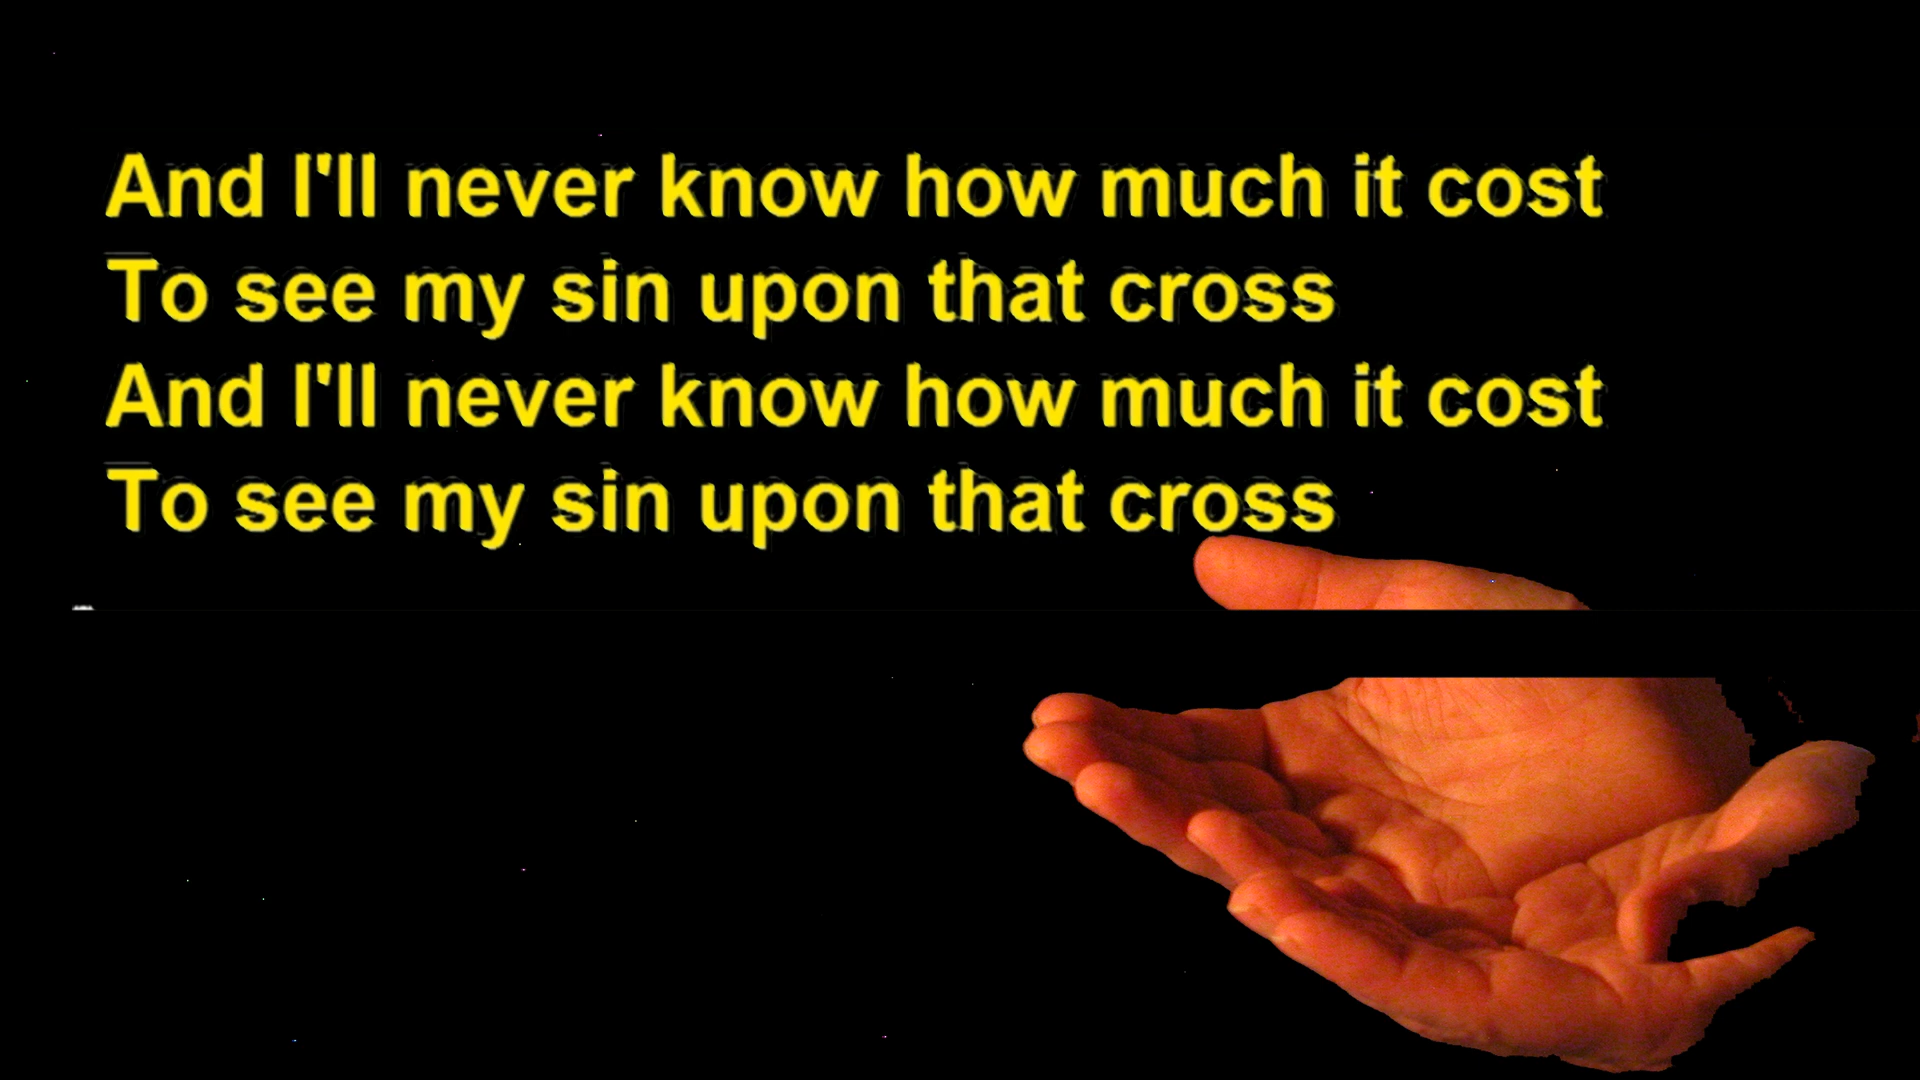 And I'll never know how much it cost
To see my sin upon that cross
And I'll never know how much it cost
To see my sin upon that cross